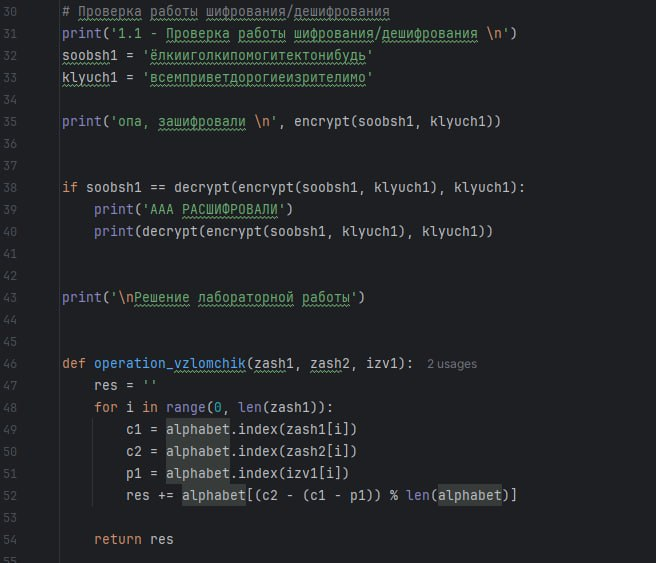 30 # Проверка работы шифрования/дешифрования
31 print('1.1 - Проверка работы шифрования/дешифрования \n')
32 soobsh1 = 'ёлкииголкипомогитектонибудь'
33 klyuch1 = 'всемприветдорогиеизрителимо'
34
35 print('опа, зашифровали \n', encrypt(soobsh1, klyuch1))
36
37
38 if soobsh1 == decrypt(encrypt(soobsh1, klyuch1), klyuch1):
39     print('ААА РАСШИФРОВАЛИ')
40     print(decrypt(encrypt(soobsh1, klyuch1), klyuch1))
41
42
43 print('\nРешение лабораторной работы')
44
45
46 def operation_vzlomchik(zash1, zash2, izv1): 2 usages
47     res = ''
48     for i in range(0, len(zash1)):
49         c1 = alphabet.index(zash1[i])
50         c2 = alphabet.index(zash2[i])
51         p1 = alphabet.index(izv1[i])
52         res += alphabet[(c2 - (c1 - p1)) % len(alphabet)]
53
54     return res
55